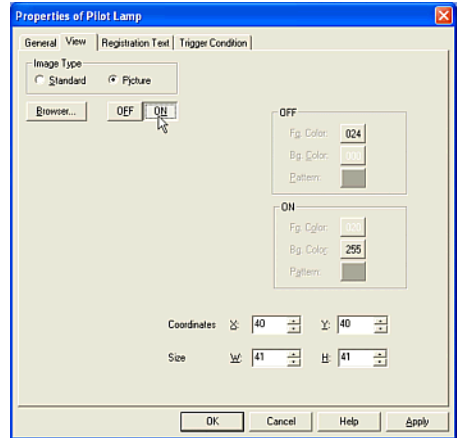 Properties of Pilot Lamp
General View Registration Text Trigger Condition
Image Type
Standard Picture
Browser... OFF ON
OFF
Fg. Color: 024
Bg. Color: 000
Pattern:
ON
Fg. Color: 020
Bg. Color: 255
Pattern:
Coordinates X: 40 Y: 40
Size W: 41 H: 41
OK Cancel Help Apply